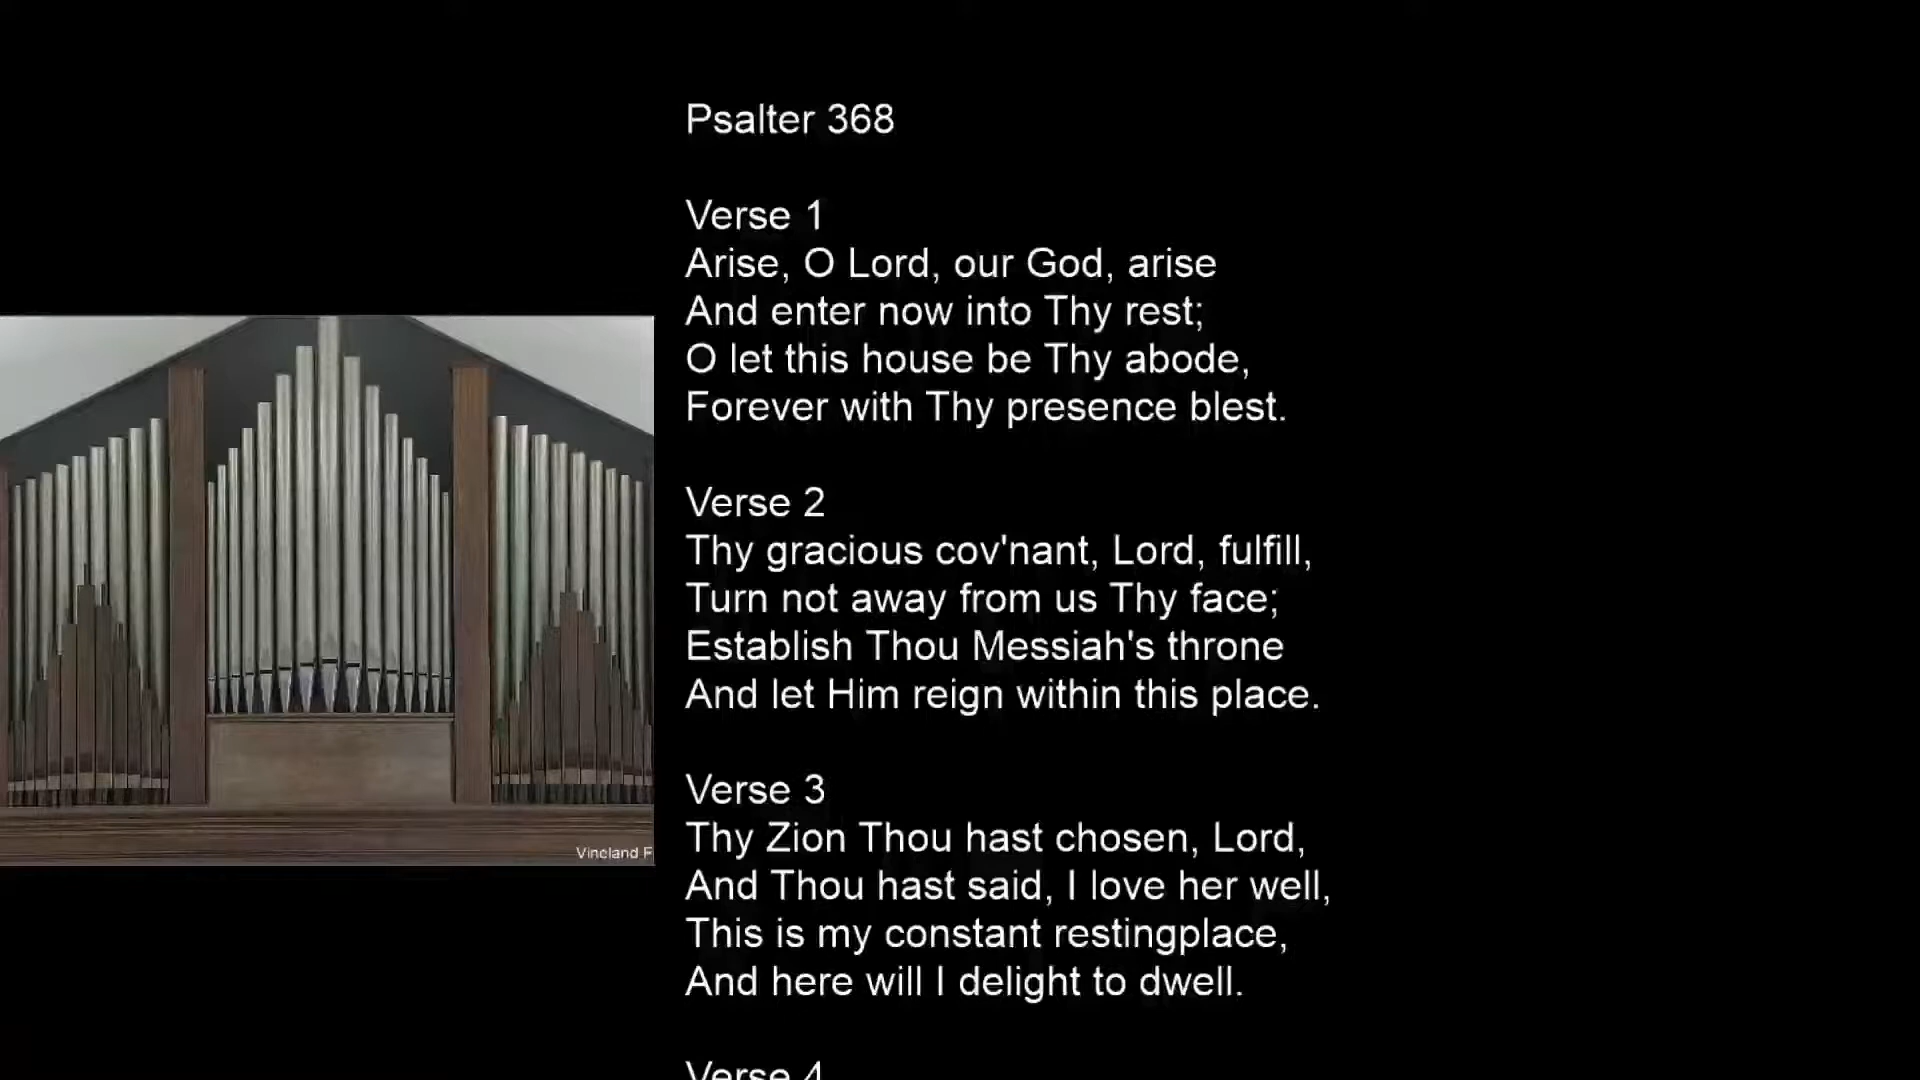 Psalter 368
Verse 1
Arise, O Lord, our God, arise
And enter now into Thy rest;
O let this house be Thy abode,
Forever with Thy presence blest.
Verse 2
Thy gracious cov'nant, Lord, fulfill,
Turn not away from us Thy face;
Establish Thou Messiah's throne
And let Him reign within this place.
Verse 3
Thy Zion Thou hast chosen, Lord,
And Thou hast said, I love her well,
This is my constant restingplace,
And here will I delight to dwell.
Verse 4
Vineland F